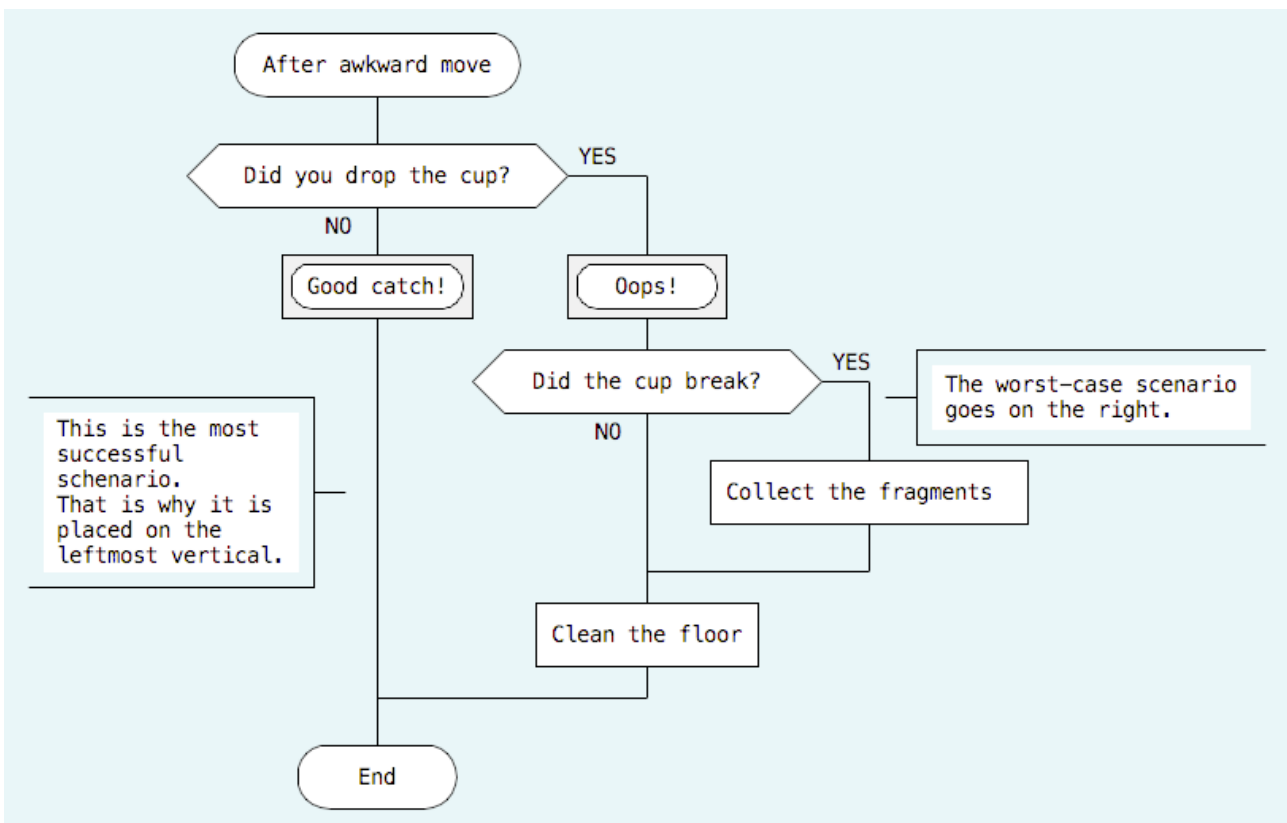 After awkward move
Did you drop the cup?
YES
NO
Good catch!
Oops!
Did the cup break?
YES
NO
The worst-case scenario
goes on the right.
This is the most
successful
schenario.
That is why it is
placed on the
leftmost vertical.
Collect the fragments
Clean the floor
End